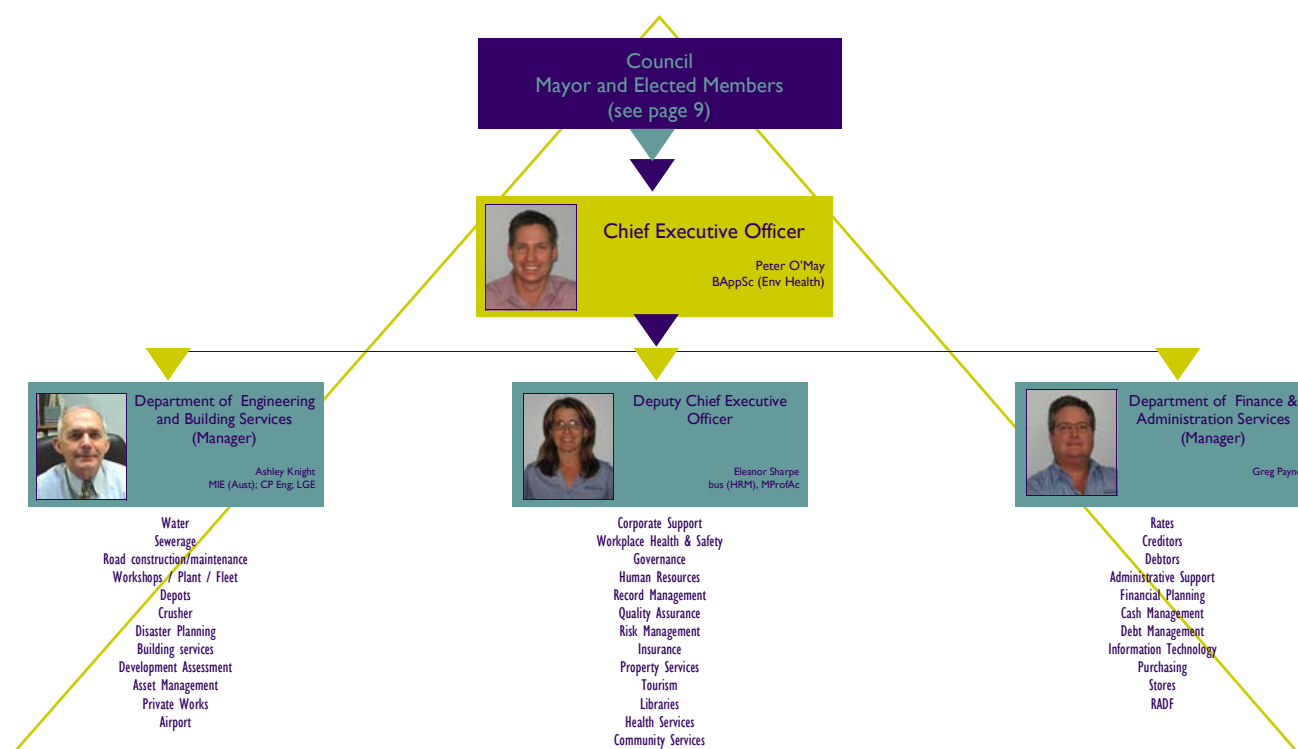 Council
Mayor and Elected Members
(see page 9)
Chief Executive Officer
Peter O'May
BAppSc (Env Health)
Department of Engineering
and Building Services
(Manager)
Ashley Knight
MIE (Aust); CP Eng; LGE
Deputy Chief Executive
Officer
Eleanor Sharpe
bus (HRM), MProfAc
Department of Finance &
Administration Services
(Manager)
Greg Payne
Water
Sewerage
Road construction/maintenance
Workshops / Plant / Fleet
Depots
Crusher
Disaster Planning
Building services
Development Assessment
Asset Management
Private Works
Airport
Corporate Support
Workplace Health & Safety
Governance
Human Resources
Record Management
Quality Assurance
Risk Management
Insurance
Property Services
Tourism
Libraries
Health Services
Community Services
Rates
Creditors
Debtors
Administrative Support
Financial Planning
Cash Management
Debt Management
Information Technology
Purchasing
Stores
RADF